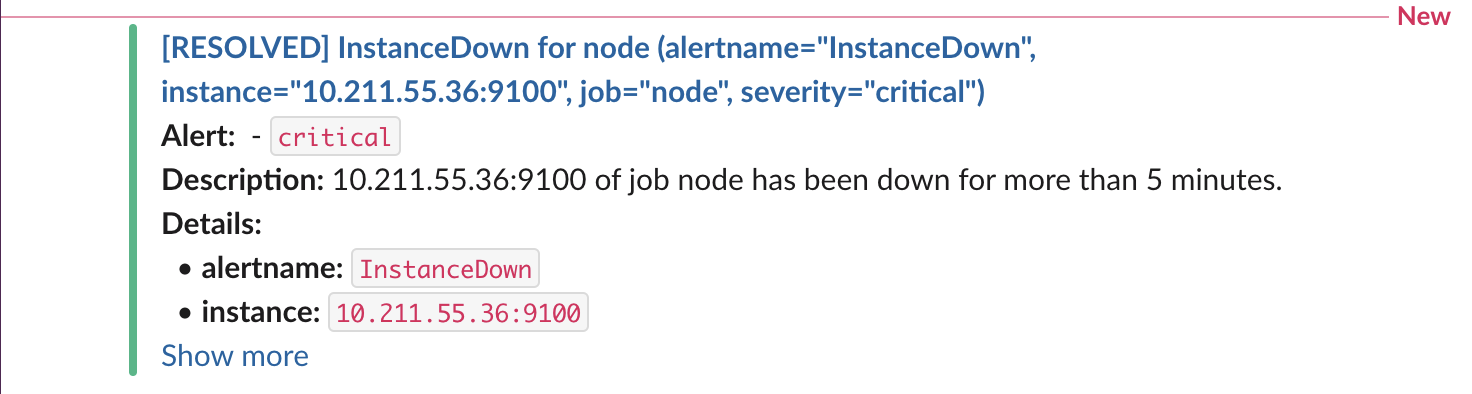 New
[RESOLVED] InstanceDown for node (alertname="InstanceDown",
instance="10.211.55.36:9100", job="node", severity="critical")
Alert:  - critical
Description: 10.211.55.36:9100 of job node has been down for more than 5 minutes.
Details:
• alertname: InstanceDown
• instance: 10.211.55.36:9100
Show more